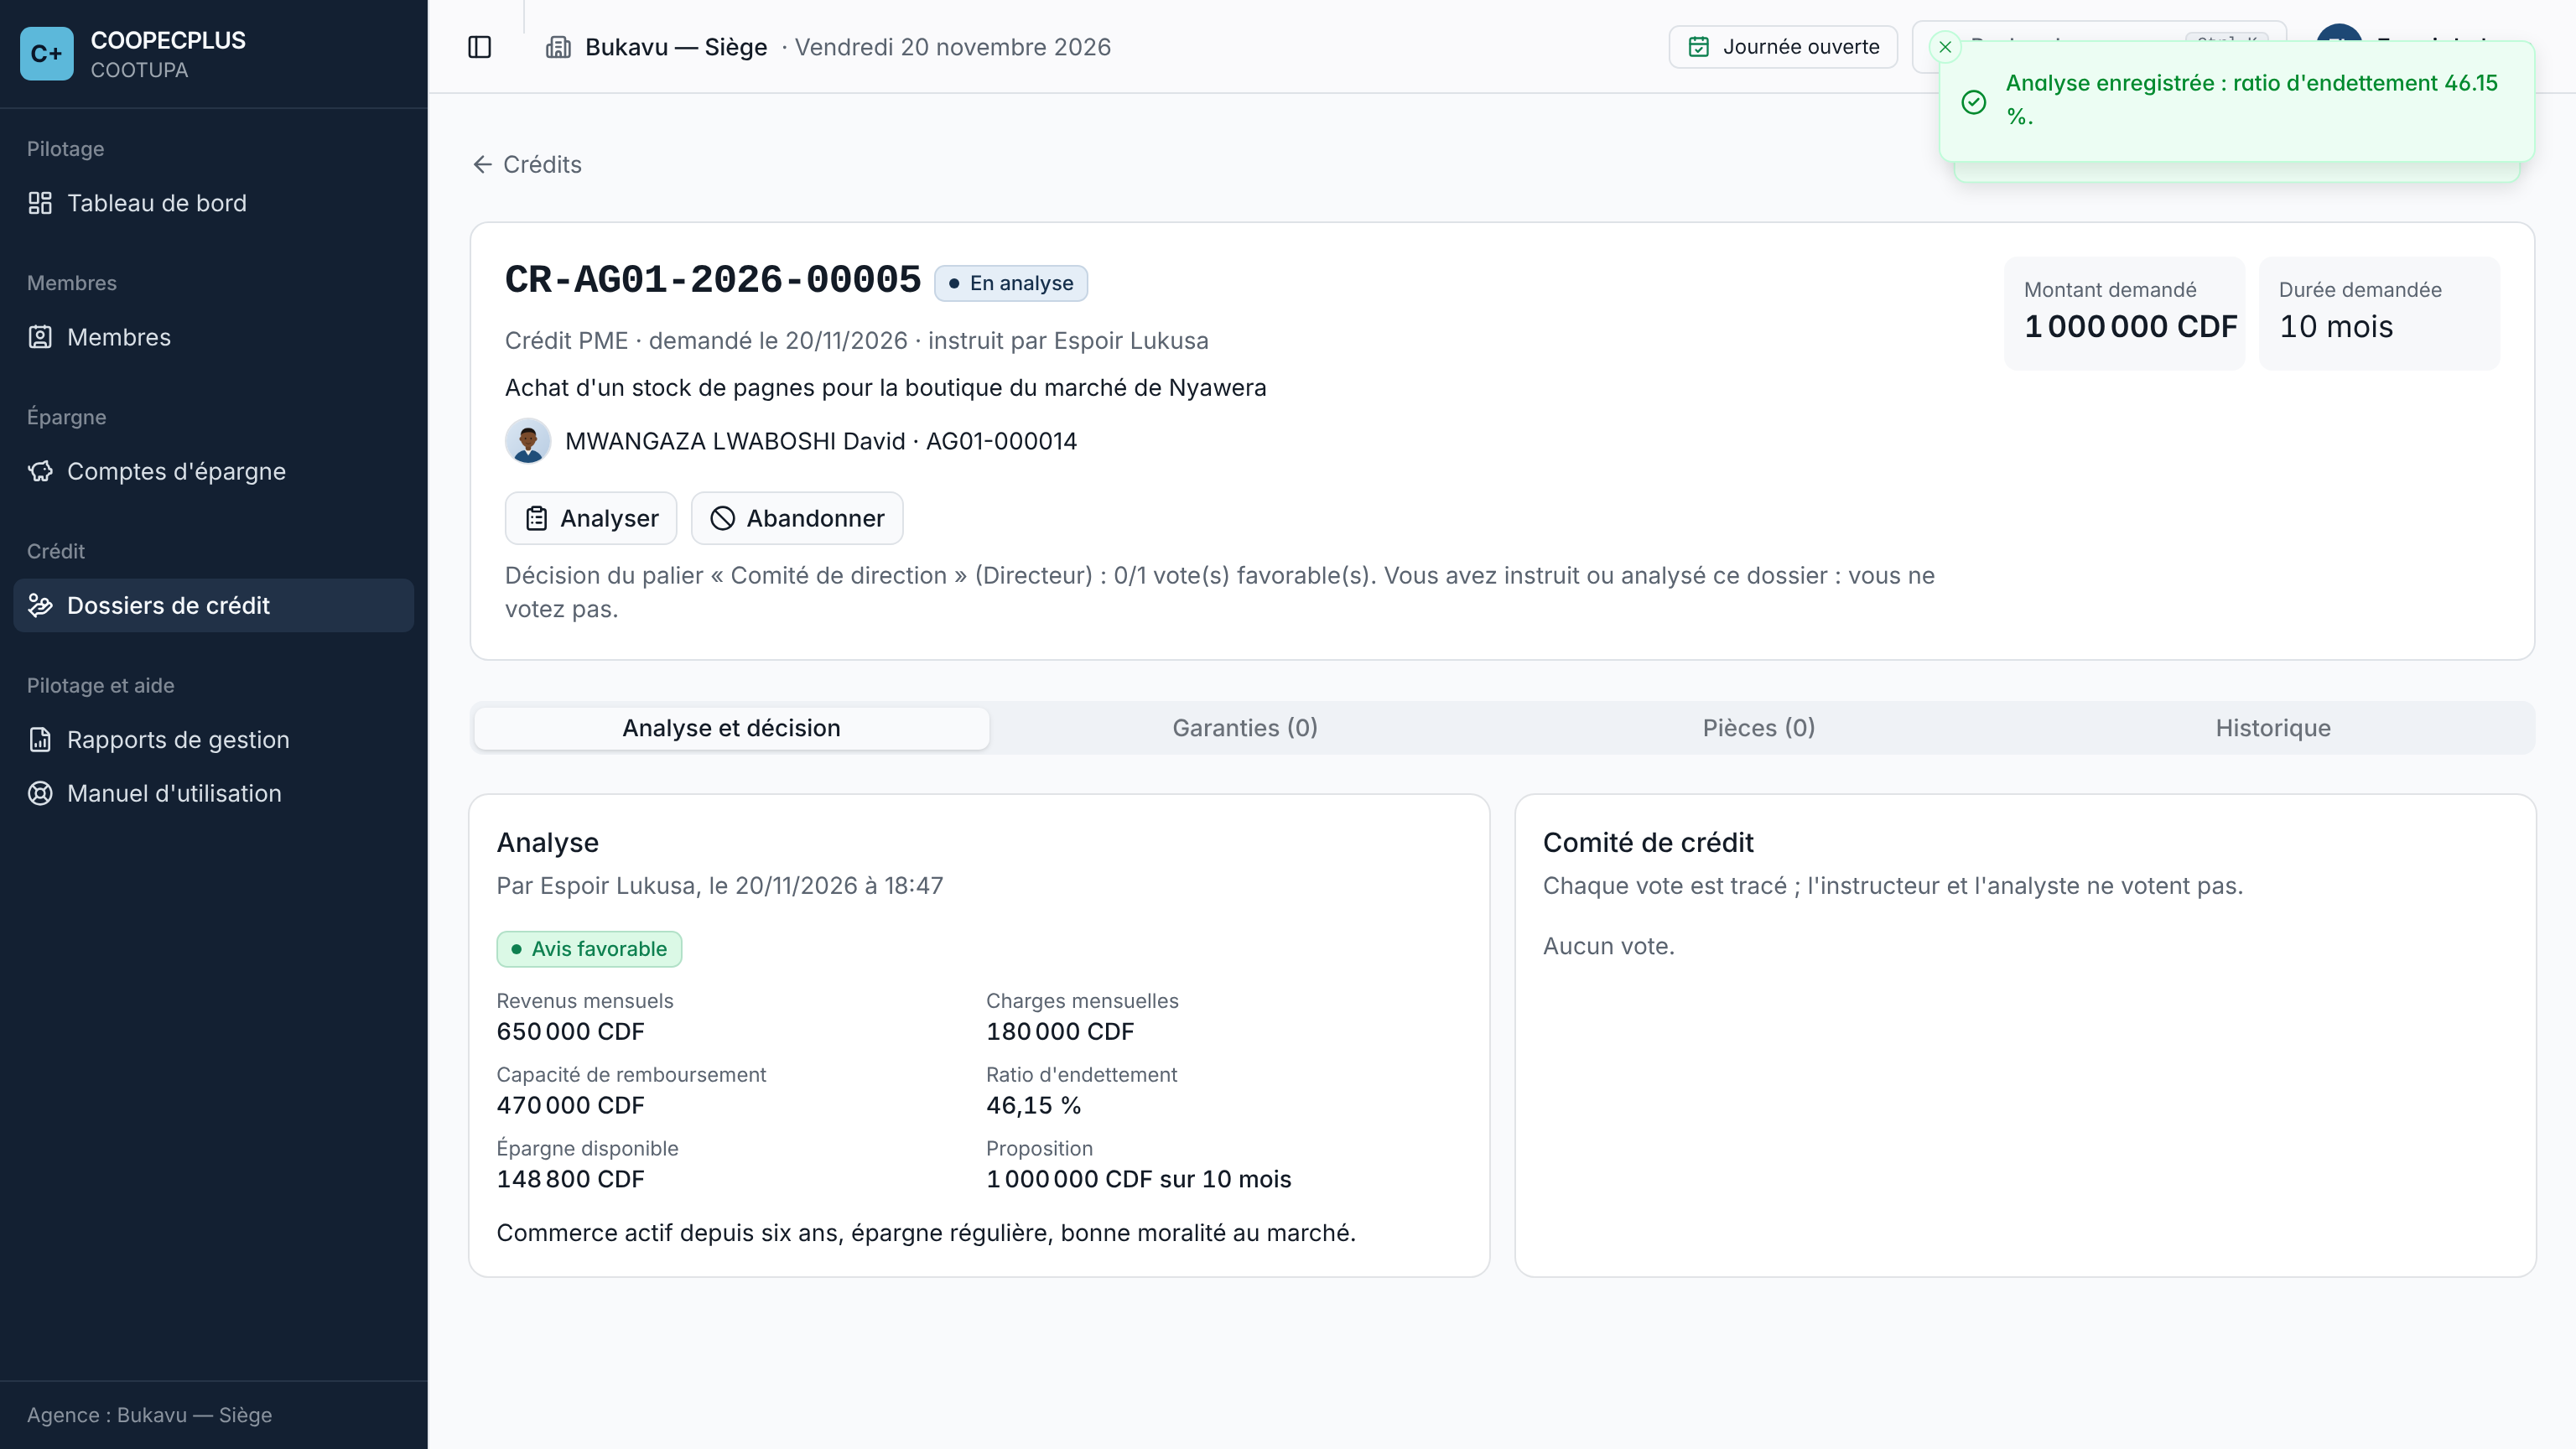 C+
COOPECPLUS
COOTUPA
Pilotage
Tableau de bord
Membres
Membres
Épargne
Comptes d'épargne
Crédit
Dossiers de crédit
Pilotage et aide
Rapports de gestion
Manuel d'utilisation
Agence : Bukavu — Siège
Bukavu — Siège · Vendredi 20 novembre 2026
Journée ouverte
Analyse enregistrée : ratio d'endettement 46.15
%.
Crédits
CR-AG01-2026-00005
En analyse
Crédit PME · demandé le 20/11/2026 · instruit par Espoir Lukusa
Achat d'un stock de pagnes pour la boutique du marché de Nyawera
MWANGAZA LWABOSHI David · AG01-000014
Montant demandé
1 000 000 CDF
Durée demandée
10 mois
Analyser
Abandonner
Décision du palier « Comité de direction » (Directeur) : 0/1 vote(s) favorable(s). Vous avez instruit ou analysé ce dossier : vous ne
votez pas.
Analyse et décision
Garanties (0)
Pièces (0)
Historique
Analyse
Par Espoir Lukusa, le 20/11/2026 à 18:47
Avis favorable
Revenus mensuels
650 000 CDF
Charges mensuelles
180 000 CDF
Capacité de remboursement
470 000 CDF
Ratio d'endettement
46,15 %
Épargne disponible
148 800 CDF
Proposition
1 000 000 CDF sur 10 mois
Commerce actif depuis six ans, épargne régulière, bonne moralité au marché.
Comité de crédit
Chaque vote est tracé ; l'instructeur et l'analyste ne votent pas.
Aucun vote.